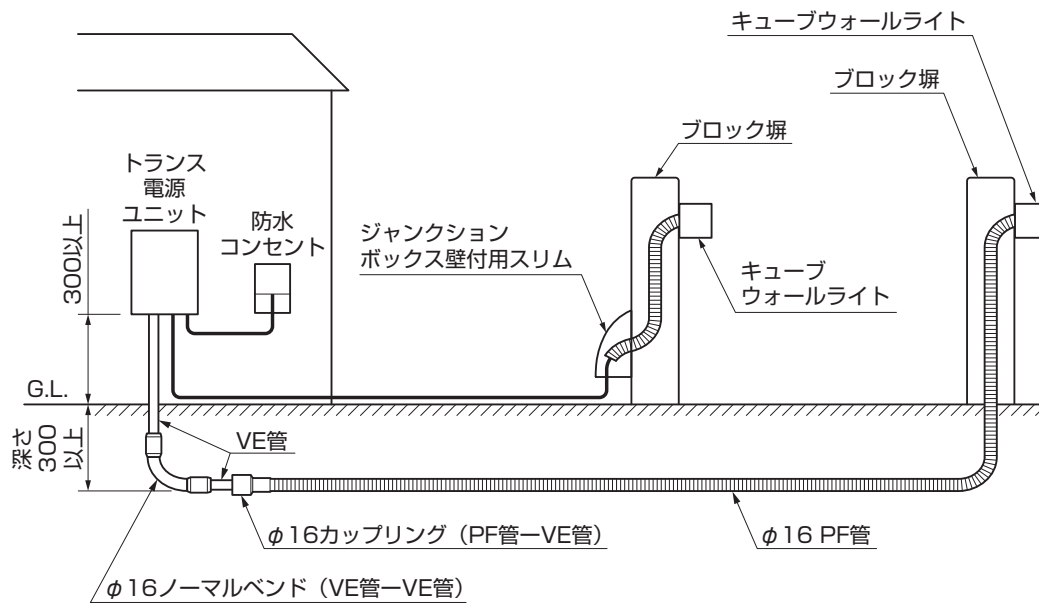 キューブウォールライト
ブロック塀
ブロック塀
トランス
電源
ユニット
防水
コンセント
ジャンクション
ボックス壁付用スリム
キューブ
ウォールライト
300以上
G.L.
深さ
300
以上
VE管
φ16カップリング（PF管ーVE管）
φ16 PF管
φ16ノーマルベンド（VE管ーVE管）